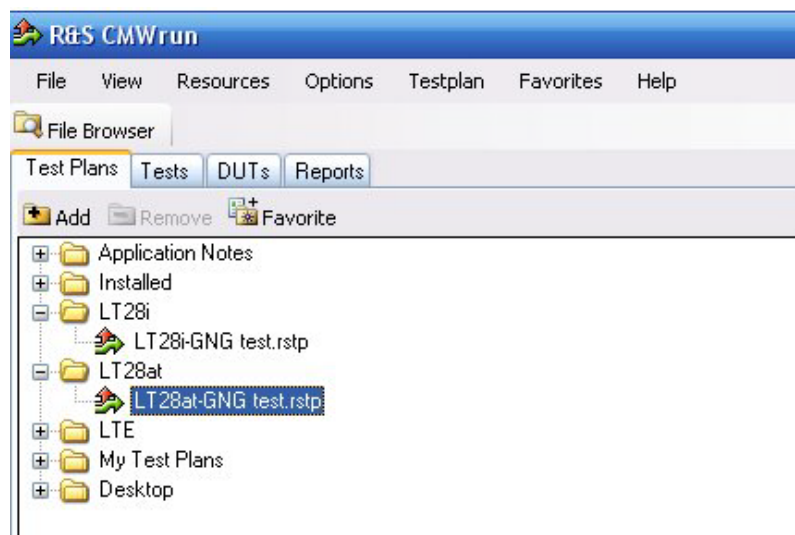 R&S CMWrun
File View Resources Options Testplan Favorites Help
File Browser
Test Plans Tests DUTs Reports
Add Remove Favorite
Application Notes
Installed
LT28i
LT28i-GNG test.rstp
LT28at
LT28at-GNG test.rstp
LTE
My Test Plans
Desktop